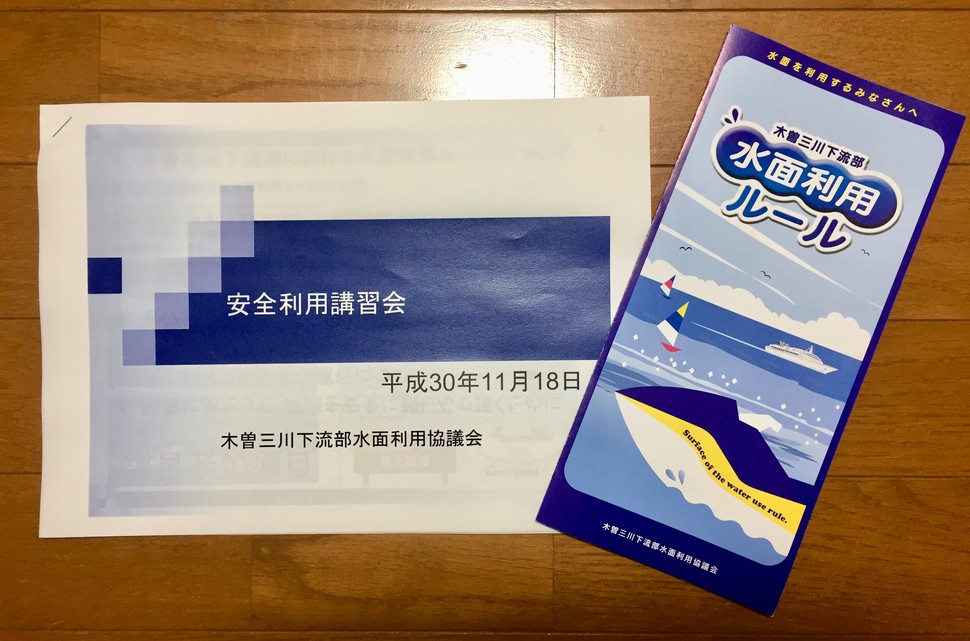 安全利用講習会
平成30年11月18日
木曽三川下流部水面利用協議会
水面を利用するみなさんへ
木曽三川下流部
水面利用
ルール
Surface of the water use rule.
木曽三川下流部水面利用協議会